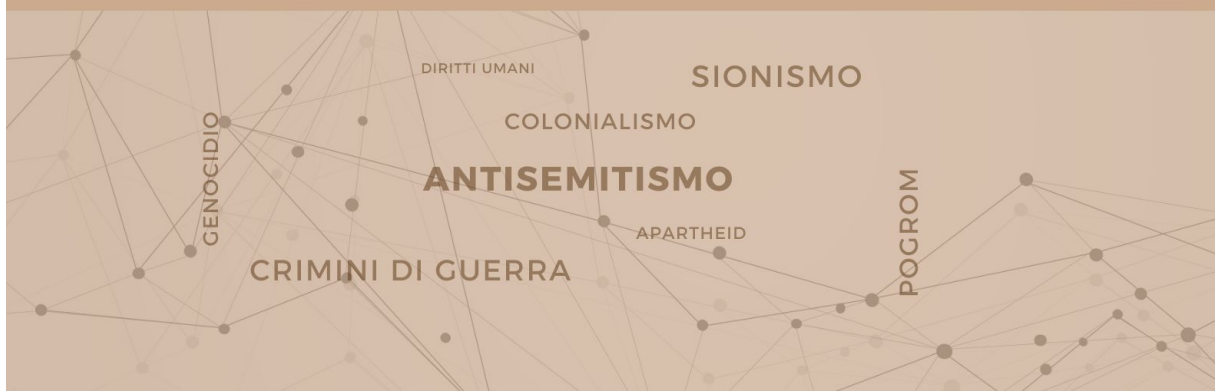 DIRITTI UMANI
SIONISMO
COLONIALISMO
GENOCIDIO
ANTISEMITISMO
POGROM
APARTHEID
CRIMINI DI GUERRA